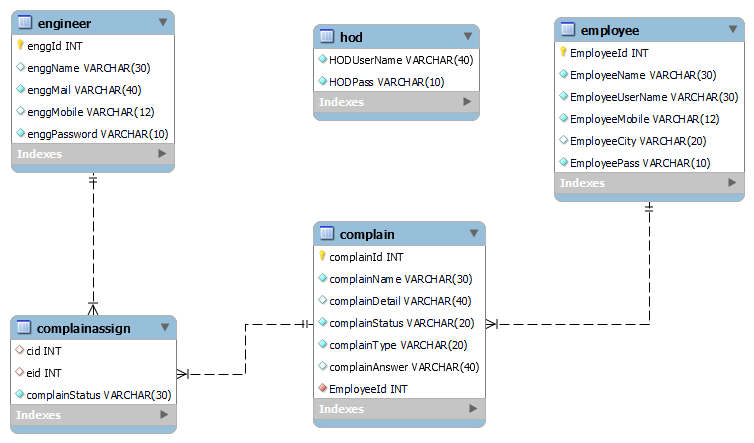 engineer
enggId INT
enggName VARCHAR(30)
enggMail VARCHAR(40)
enggMobile VARCHAR(12)
enggPassword VARCHAR(10)
Indexes
hod
HODUserName VARCHAR(40)
HODPass VARCHAR(10)
Indexes
employee
EmployeeId INT
EmployeeName VARCHAR(30)
EmployeeUserName VARCHAR(30)
EmployeeMobile VARCHAR(12)
EmployeeCity VARCHAR(20)
EmployeePass VARCHAR(10)
Indexes
complain
complainId INT
complainName VARCHAR(30)
complainDetail VARCHAR(40)
complainStatus VARCHAR(20)
complainType VARCHAR(20)
complainAnswer VARCHAR(40)
EmployeeId INT
Indexes
complainassign
cid INT
eid INT
complainStatus VARCHAR(30)
Indexes